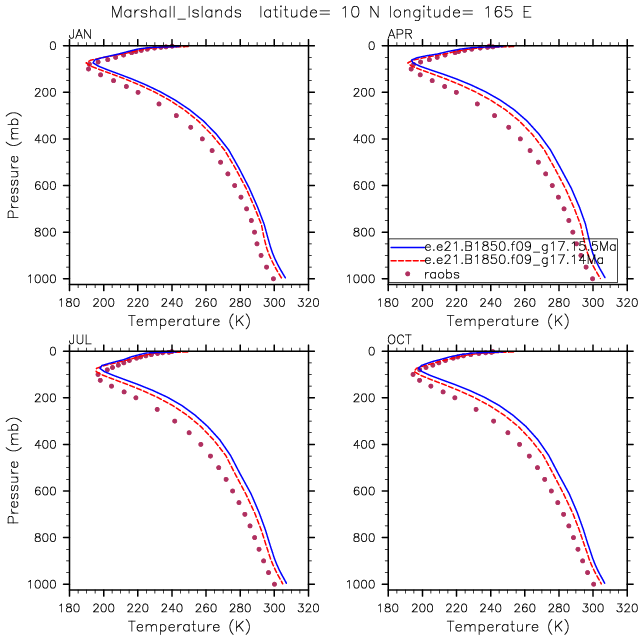 Marshall_Islands latitude= 10 N longitude= 165 E
JAN
0
200
400
600
800
1000
Pressure (mb)
180 200 220 240 260 280 300 320
Temperature (K)
APR
0
200
400
600
800
1000
c.e21.B1850.f09_g17.15.5Ma
c.e21.B1850.f09_g17.14Ma
raobs
180 200 220 240 260 280 300 320
Temperature (K)
JUL
0
200
400
600
800
1000
Pressure (mb)
180 200 220 240 260 280 300 320
Temperature (K)
OCT
0
200
400
600
800
1000
180 200 220 240 260 280 300 320
Temperature (K)